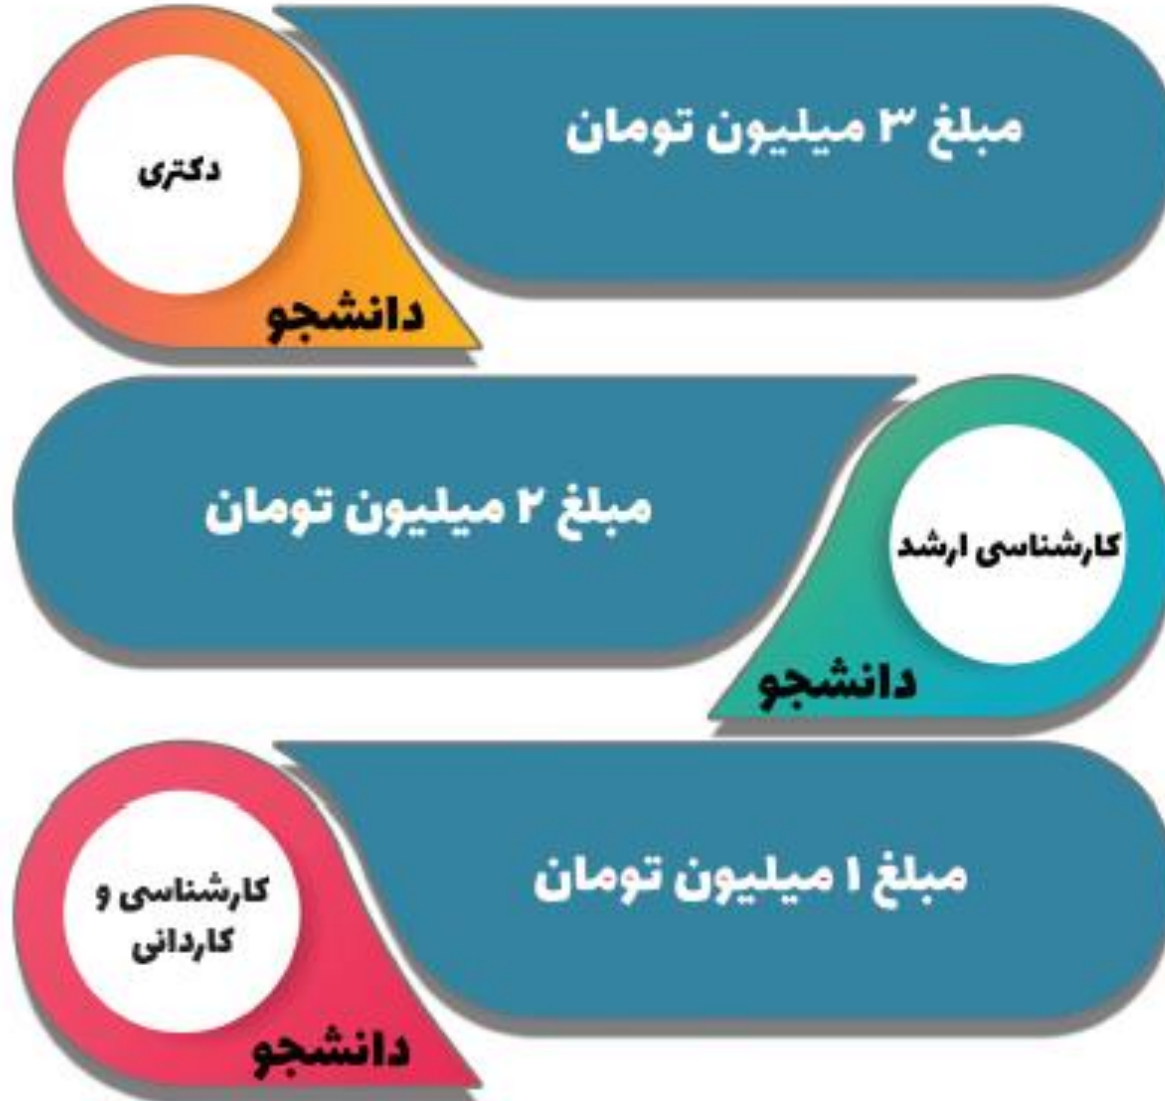 مبلغ ۳ میلیون تومان
دکتری
دانشجو
کارشناسی ارشد
دانشجو
مبلغ ۲ میلیون تومان
مبلغ ۱ میلیون تومان
کارشناسی و
کاردانی
دانشجو